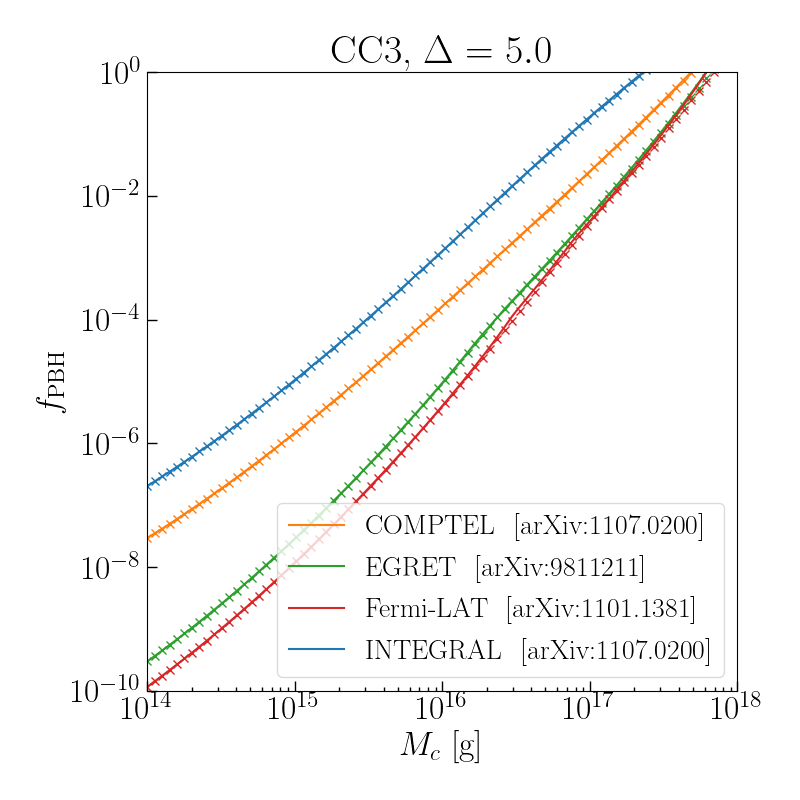 CC3, Δ = 5.0
10^0
10^{-2}
10^{-4}
10^{-6}
10^{-8}
10^{-10}
f_PBH
COMPTEL [arXiv:1107.0200]
EGRET [arXiv:9811211]
Fermi-LAT [arXiv:1101.1381]
INTEGRAL [arXiv:1107.0200]
10^{14} 10^{15} 10^{16} 10^{17} 10^{18}
M_c [g]